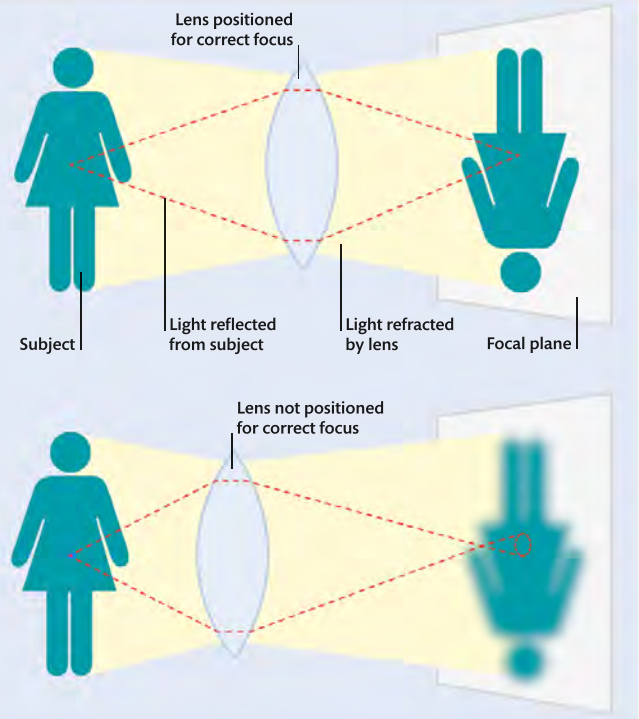 Lens positioned
for correct focus
Subject
Light reflected
from subject
Light refracted
by lens
Focal plane
Lens not positioned
for correct focus